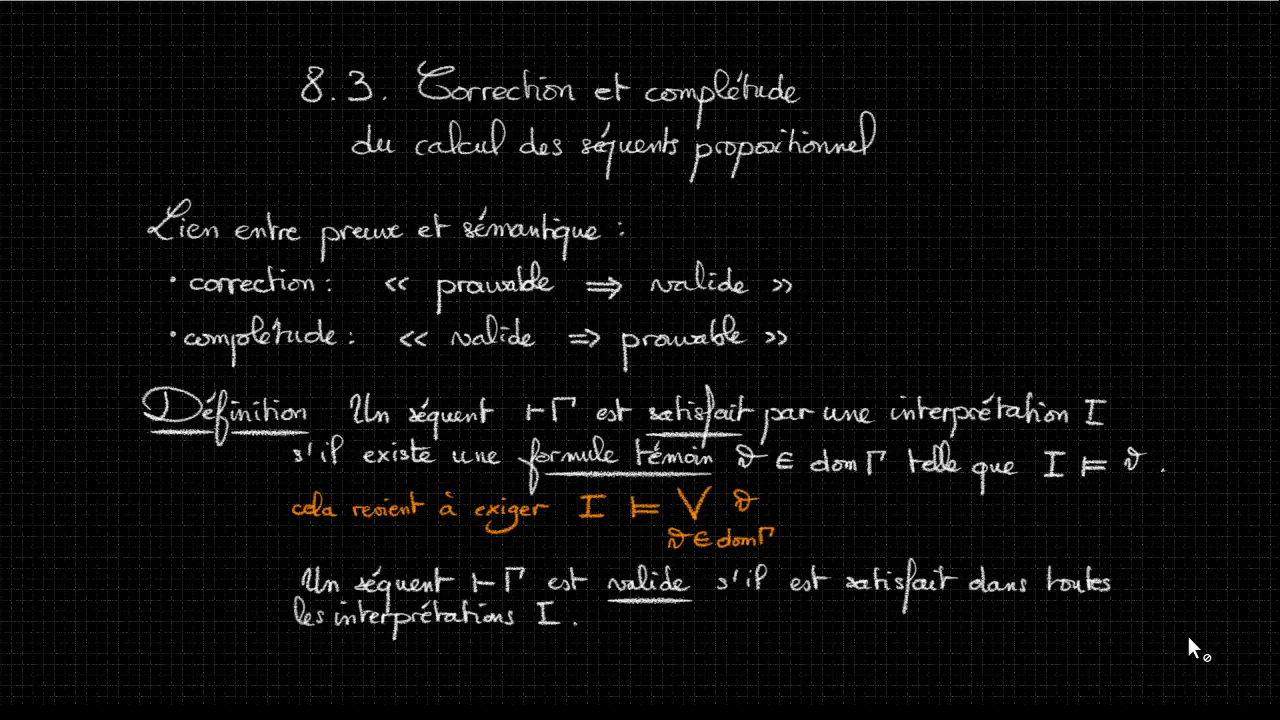 8.3. Correction et complétude
du calcul des séquents propositionnel
Lien entre preuve et sémantique :
• correction : « prouvable ⇒ valide »
• complétude : « valide ⇒ prouvable »
Définition Un séquent ⊢Γ est satisfait par une interprétation I
s'il existe une formule témoin ϑ ∈ dom Γ telle que I ⊨ ϑ .
cela revient à exiger I ⊨ ⋁ ϑ
ϑ ∈ dom Γ
Un séquent ⊢Γ est valide s'il est satisfait dans toutes
les interprétations I .